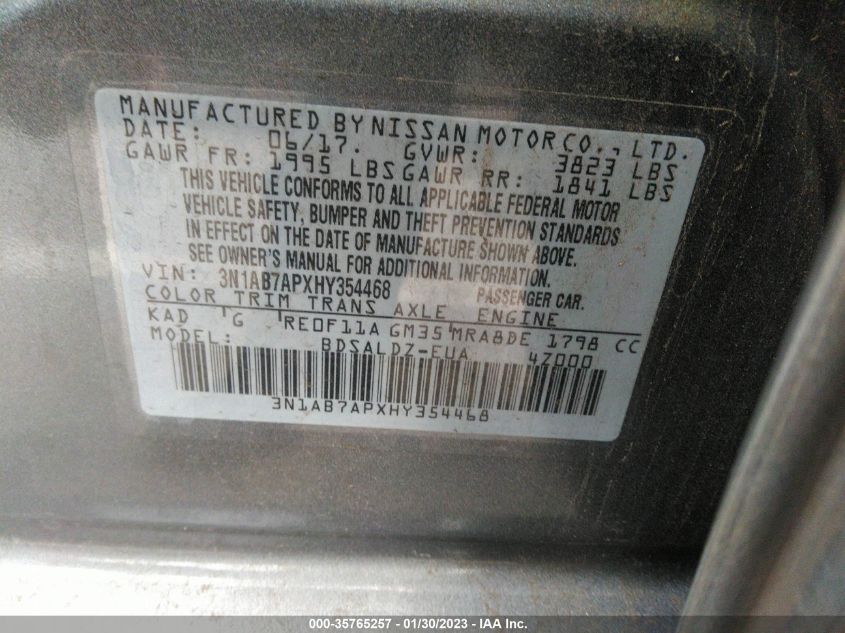 MANUFACTURED BY NISSAN MOTOR CO., LTD.
DATE: 06/17. GVWR: 3823 LBS
GAWR FR: 1995 LBS GAWR RR: 1841 LBS
THIS VEHICLE CONFORMS TO ALL APPLICABLE FEDERAL MOTOR
VEHICLE SAFETY, BUMPER AND THEFT PREVENTION STANDARDS
IN EFFECT ON THE DATE OF MANUFACTURE SHOWN ABOVE.
SEE OWNER'S MANUAL FOR ADDITIONAL INFORMATION.
VIN: 3N1AB7APXHY354468 PASSENGER CAR.
COLOR TRIM TRANS AXLE ENGINE
KAD G RE0F11A GM35 MRA8DE 1798 CC
MODEL: BDSALDZ-EUA 4Z000
3N1AB7APXHY354468
000-35765257 - 01/30/2023 - IAA Inc.